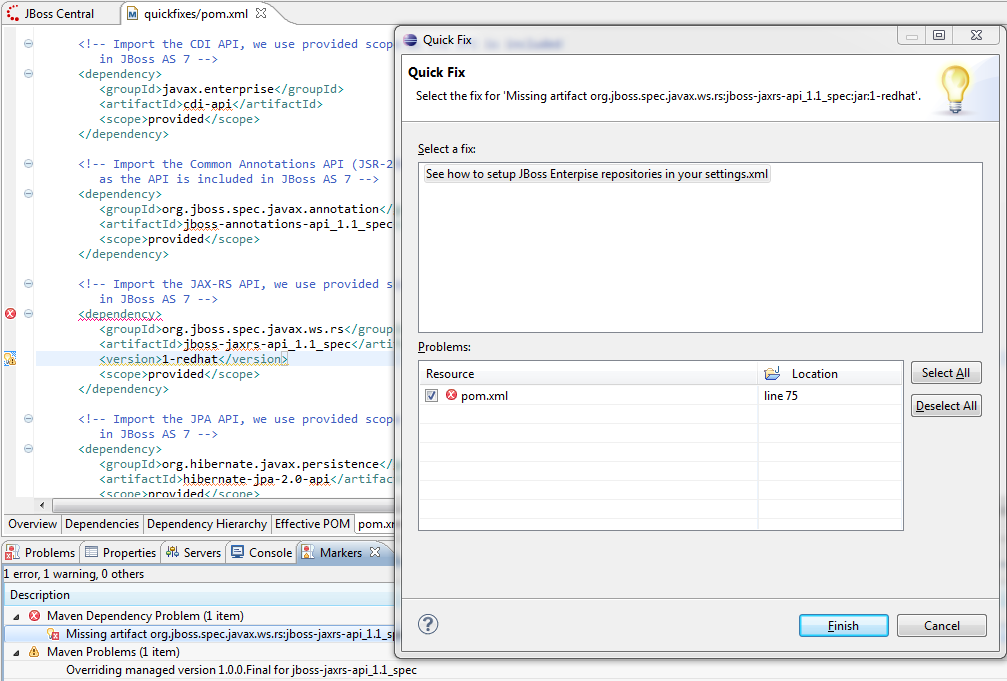 JBoss Central
quickfixes/pom.xml
<!-- Import the CDI API, we use provided scop
in JBoss AS 7 -->
<dependency>
<groupId>javax.enterprise</groupId>
<artifactId>cdi-api</artifactId>
<scope>provided</scope>
</dependency>
<!-- Import the Common Annotations API (JSR-2
as the API is included in JBoss AS 7 -->
<dependency>
<groupId>org.jboss.spec.javax.annotation</
<artifactId>jboss-annotations-api_1.1_spec
<scope>provided</scope>
</dependency>
<!-- Import the JAX-RS API, we use provided s
in JBoss AS 7 -->
<dependency>
<groupId>org.jboss.spec.javax.ws.rs</group
<artifactId>jboss-jaxrs-api_1.1_spec</arti
<version>1-redhat</version>
<scope>provided</scope>
</dependency>
<!-- Import the JPA API, we use provided scop
in JBoss AS 7 -->
<dependency>
<groupId>org.hibernate.javax.persistence</
<artifactId>hibernate-jpa-2.0-api</artifac
<scope>provided</scope>
Overview Dependencies Dependency Hierarchy Effective POM pom.xm
Problems Properties Servers Console Markers
1 error, 1 warning, 0 others
Description
Maven Dependency Problem (1 item)
Missing artifact org.jboss.spec.javax.ws.rs:jboss-jaxrs-api_1.1_sp
Maven Problems (1 item)
Overriding managed version 1.0.0.Final for jboss-jaxrs-api_1.1_spec
Quick Fix
Quick Fix
Select the fix for 'Missing artifact org.jboss.spec.javax.ws.rs:jboss-jaxrs-api_1.1_spec:jar:1-redhat'.
Select a fix:
See how to setup JBoss Enterpise repositories in your settings.xml
Problems:
Resource Location
pom.xml line 75
Select All
Deselect All
?
Finish Cancel